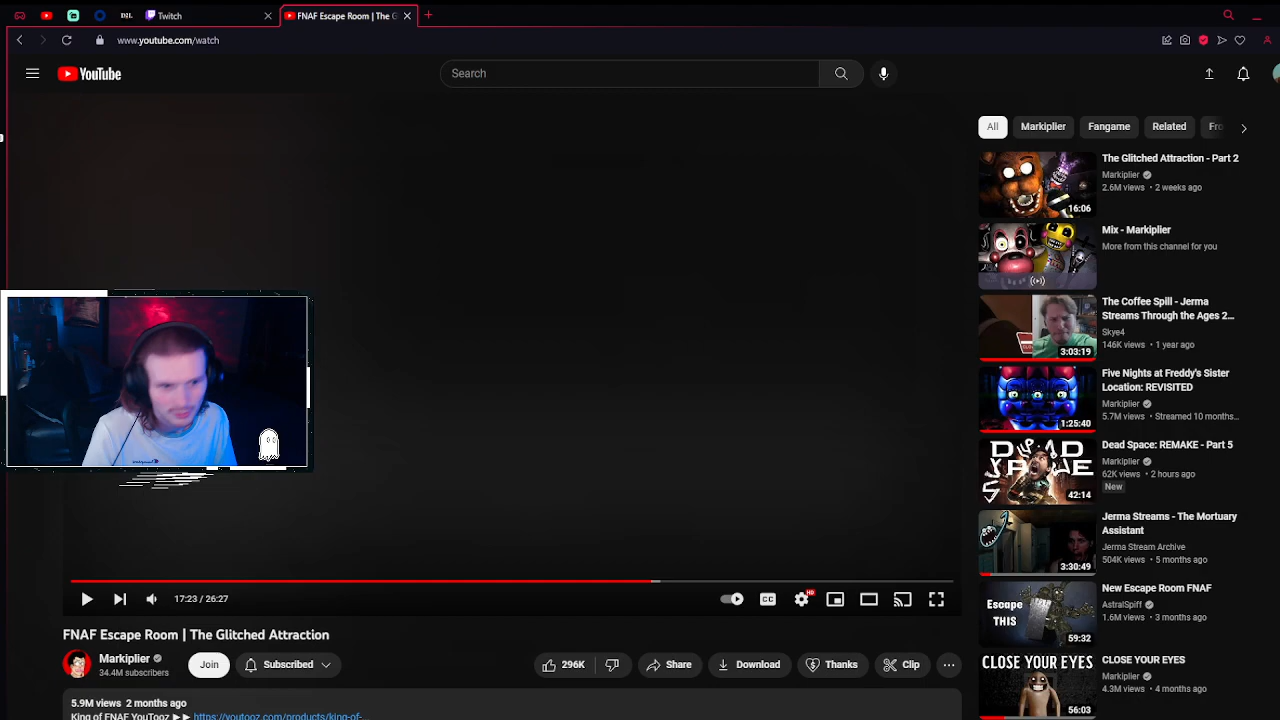 D!L
Twitch
FNAF Escape Room | The G
www.youtube.com/watch
YouTube
Search
All
Markiplier
Fangame
Related
Fro
The Glitched Attraction - Part 2
Markiplier
2.6M views • 2 weeks ago
16:06
Mix - Markiplier
More from this channel for you
The Coffee Spill - Jerma
Streams Through the Ages 2...
Skye4
146K views • 1 year ago
3:03:19
Five Nights at Freddy's Sister
Location: REVISITED
Markiplier
5.7M views • Streamed 10 months...
1:25:40
DEAD
SPACE
5
Dead Space: REMAKE - Part 5
Markiplier
62K views • 2 hours ago
New
42:14
Jerma Streams - The Mortuary
Assistant
Jerma Stream Archive
504K views • 5 months ago
3:30:49
Escape
THIS
New Escape Room FNAF
AstralSpiff
1.6M views • 3 months ago
59:32
CLOSE YOUR EYES
CLOSE YOUR EYES
Markiplier
4.3M views • 4 months ago
56:03
17:23 / 26:27
CC
HD
FNAF Escape Room | The Glitched Attraction
Markiplier
34.4M subscribers
Join
Subscribed
296K
Share
Download
Thanks
Clip
5.9M views 2 months ago
King of FNAF YouTooz ►► https://youtooz.com/products/king-of-...